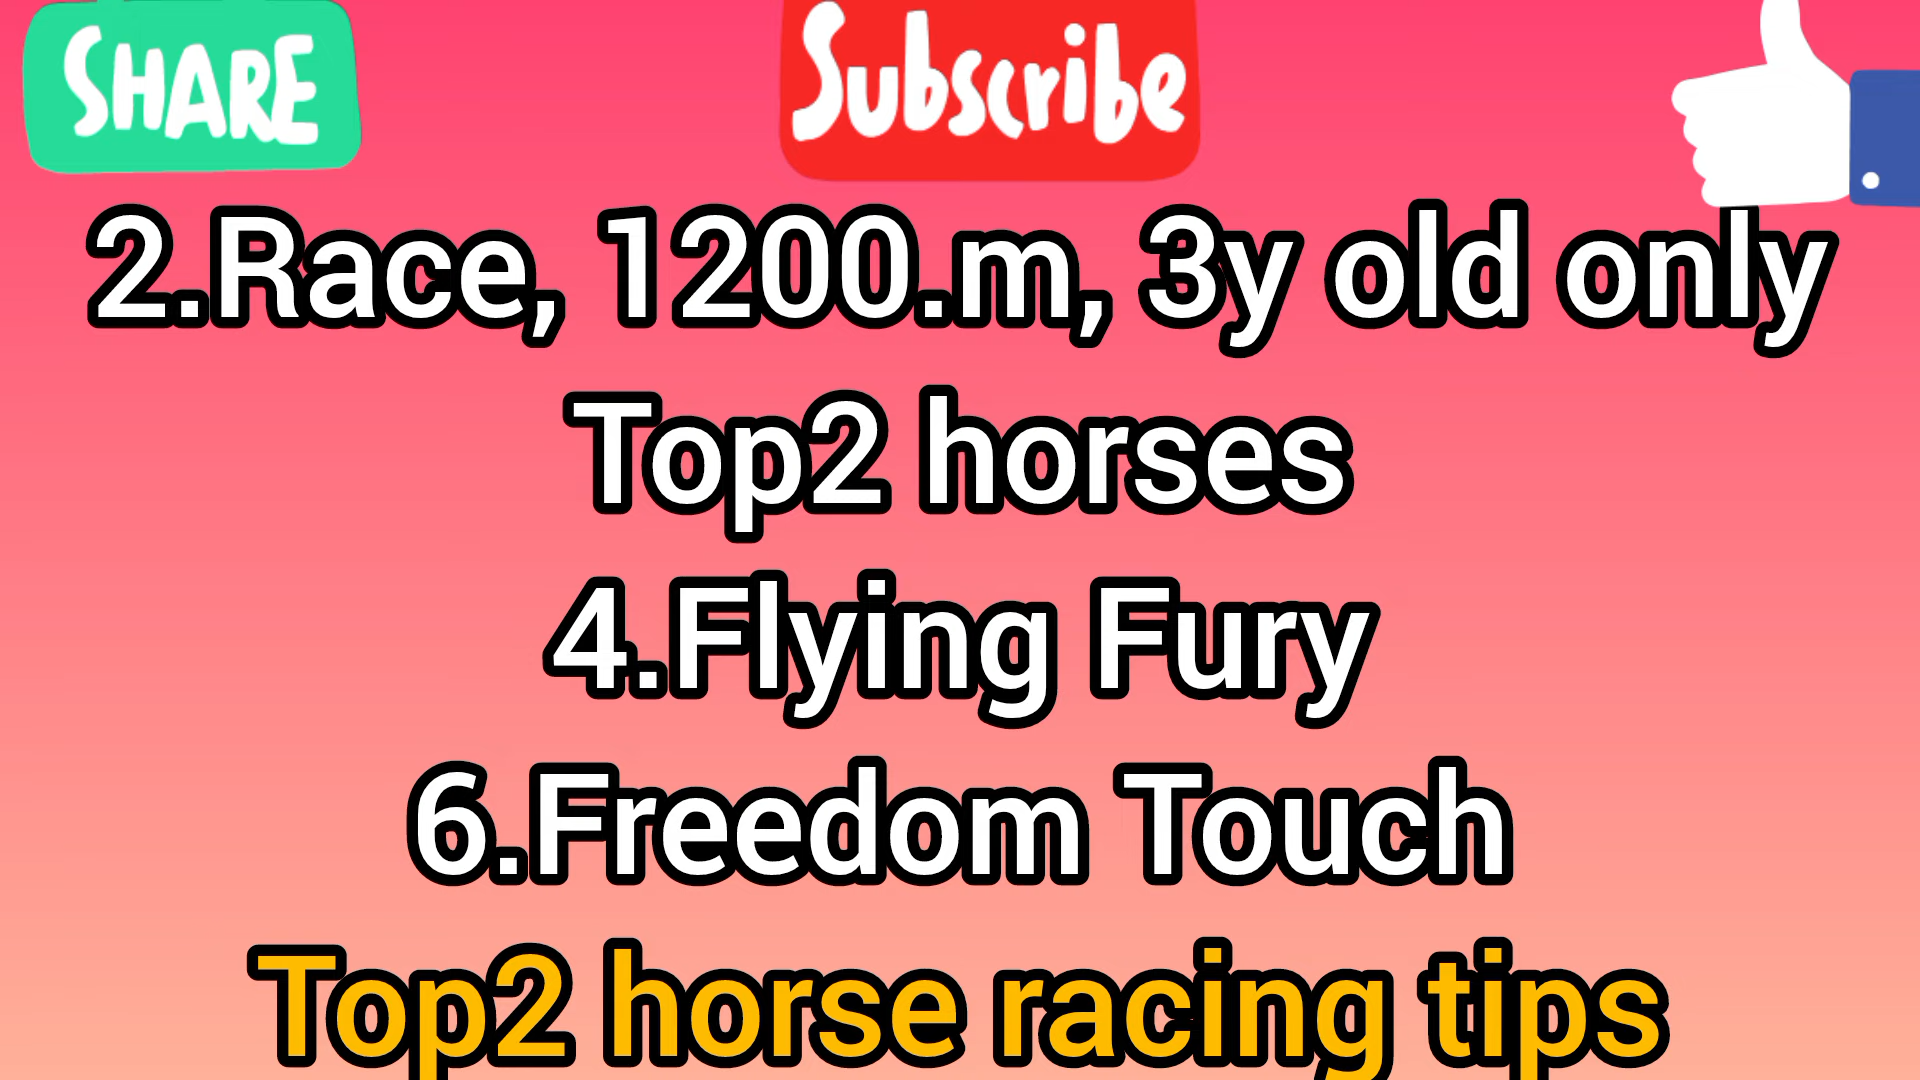 SHARE
Subscribe
2.Race, 1200.m, 3y old only
Top2 horses
4.Flying Fury
6.Freedom Touch
Top2 horse racing tips